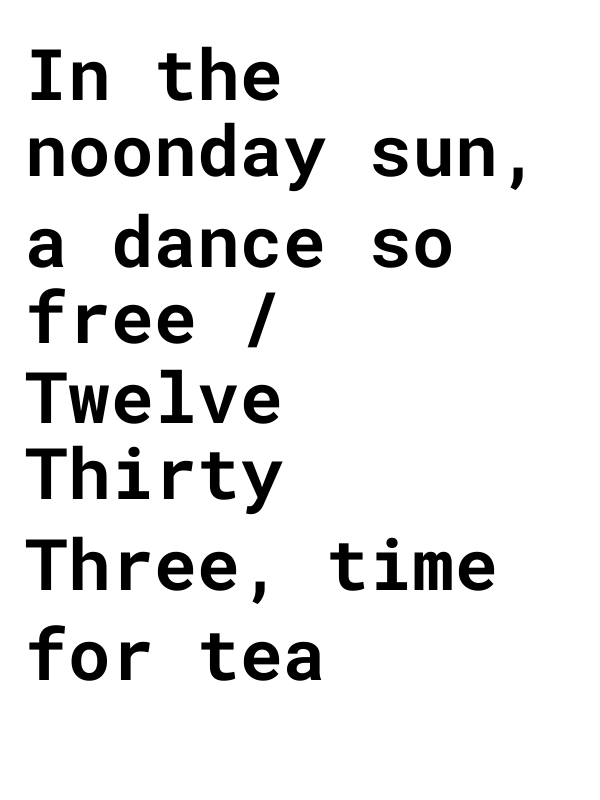 In the
noonday sun,
a dance so
free /
Twelve
Thirty
Three, time
for tea